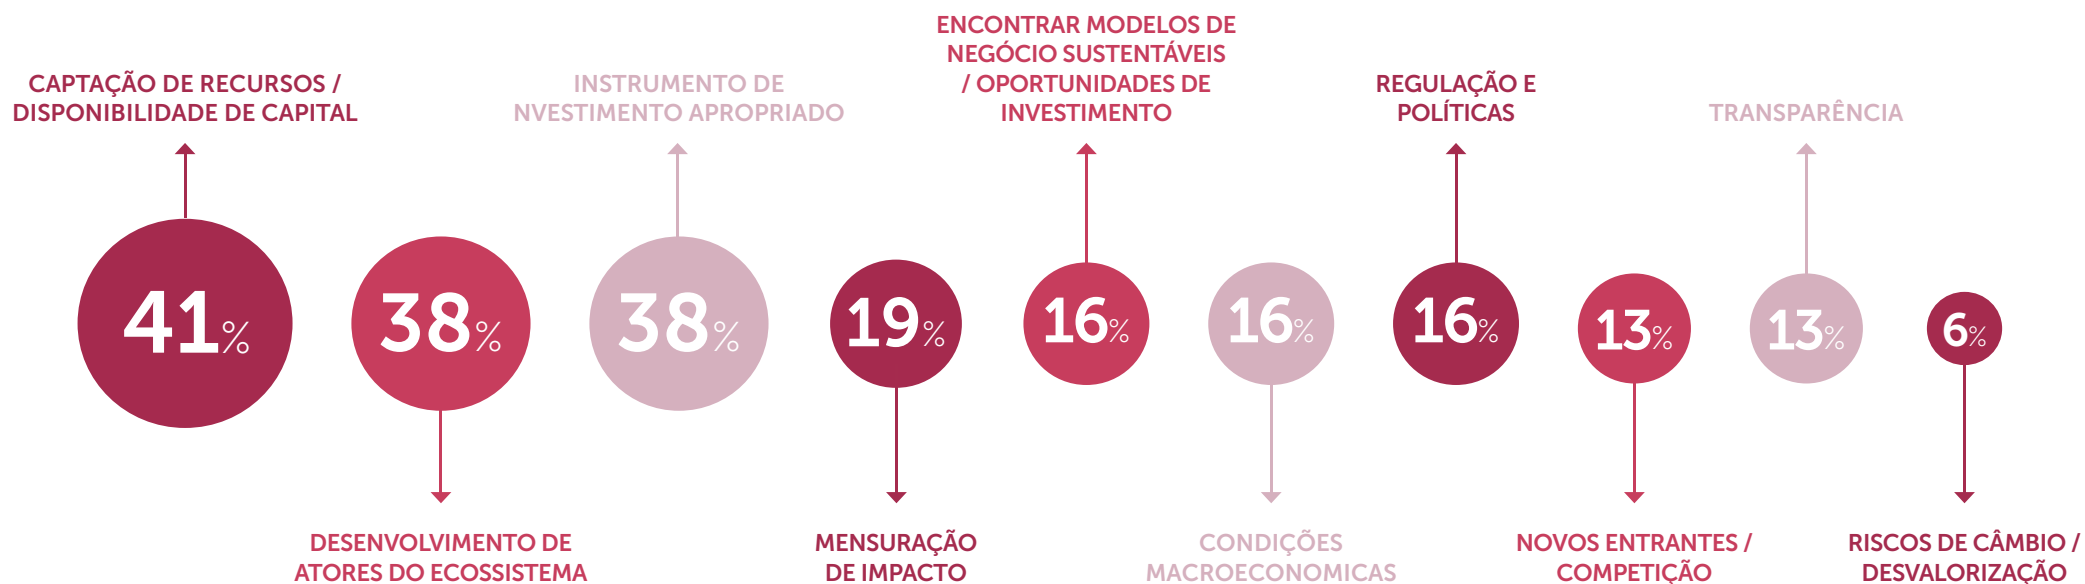 CAPTAÇÃO DE RECURSOS /
DISPONIBILIDADE DE CAPITAL
41%
38%
DESENVOLVIMENTO DE
ATORES DO ECOSSISTEMA
INSTRUMENTO DE
NVESTIMENTO APROPRIADO
38%
19%
MENSURAÇÃO
DE IMPACTO
ENCONTRAR MODELOS DE
NEGÓCIO SUSTENTÁVEIS
/ OPORTUNIDADES DE
INVESTIMENTO
16%
16%
CONDIÇÕES
MACROECONOMICAS
REGULAÇÃO E
POLÍTICAS
16%
13%
NOVOS ENTRANTES /
COMPETIÇÃO
TRANSPARÊNCIA
13%
6%
RISCOS DE CÂMBIO /
DESVALORIZAÇÃO